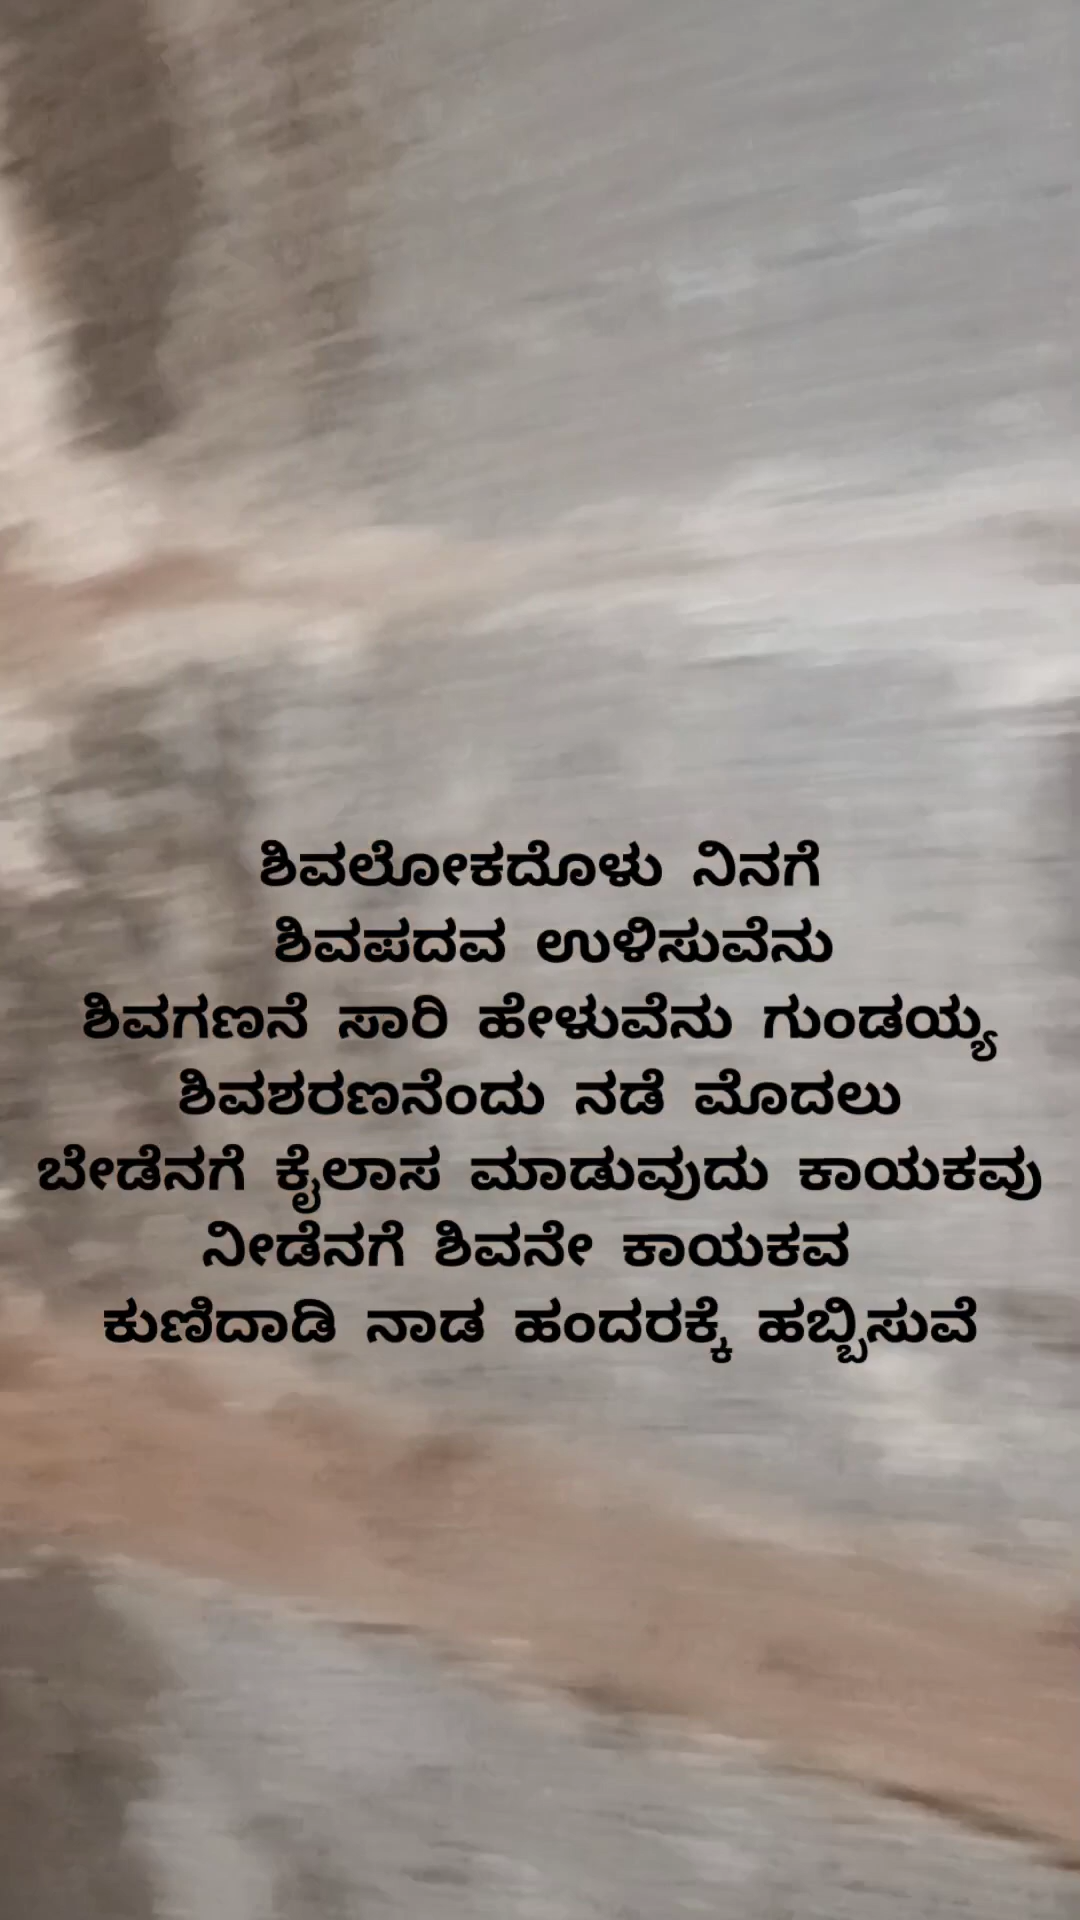 ಶಿವಲೋಕದೊಳು ನಿನಗೆ
ಶಿವಪದವ ಉಳಿಸುವೆನು
ಶಿವಗಣನೆ ಸಾರಿ ಹೇಳುವೆನು ಗುಂಡಯ್ಯ
ಶಿವಶರಣನೆಂದು ನಡೆ ಮೊದಲು
ಬೇಡೆನಗೆ ಕೈಲಾಸ ಮಾಡುವುದು ಕಾಯಕವು
ನೀಡೆನಗೆ ಶಿವನೇ ಕಾಯಕವ
ಕುಣಿದಾಡಿ ನಾಡ ಹಂದರಕ್ಕೆ ಹಬ್ಬಿಸುವೆ